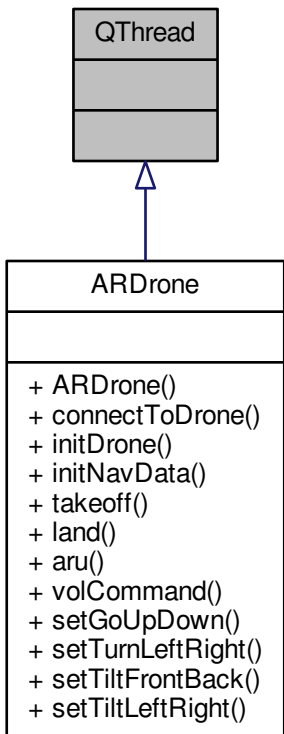 QThread
ARDrone
+ ARDrone()
+ connectToDrone()
+ initDrone()
+ initNavData()
+ takeoff()
+ land()
+ aru()
+ volCommand()
+ setGoUpDown()
+ setTurnLeftRight()
+ setTiltFrontBack()
+ setTiltLeftRight()